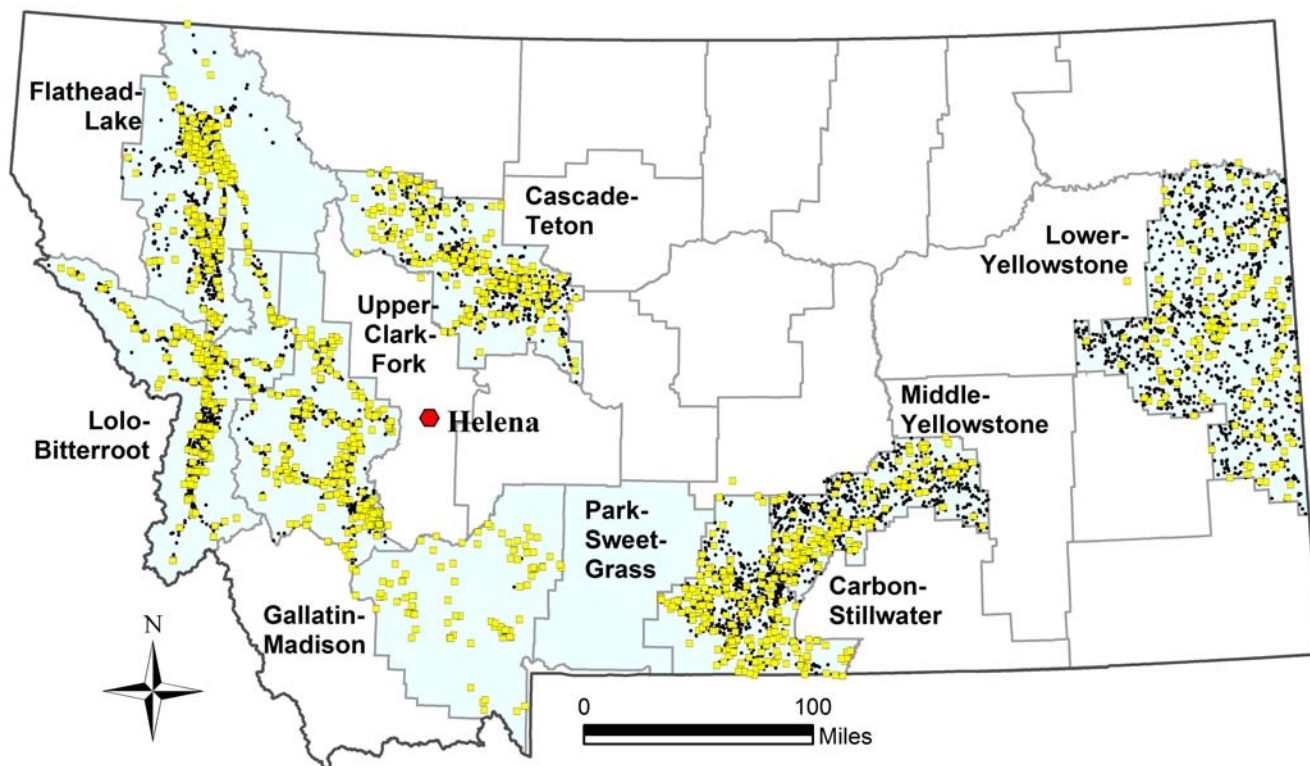 Flathead-
Lake
Cascade-
Teton
Lower-
Yellowstone
Upper-
Clark-
Fork
Middle-
Yellowstone
Lolo-
Bitterroot
Helena
Park-
Sweet-
Grass
Carbon-
Stillwater
Gallatin-
Madison
N
0
100
Miles